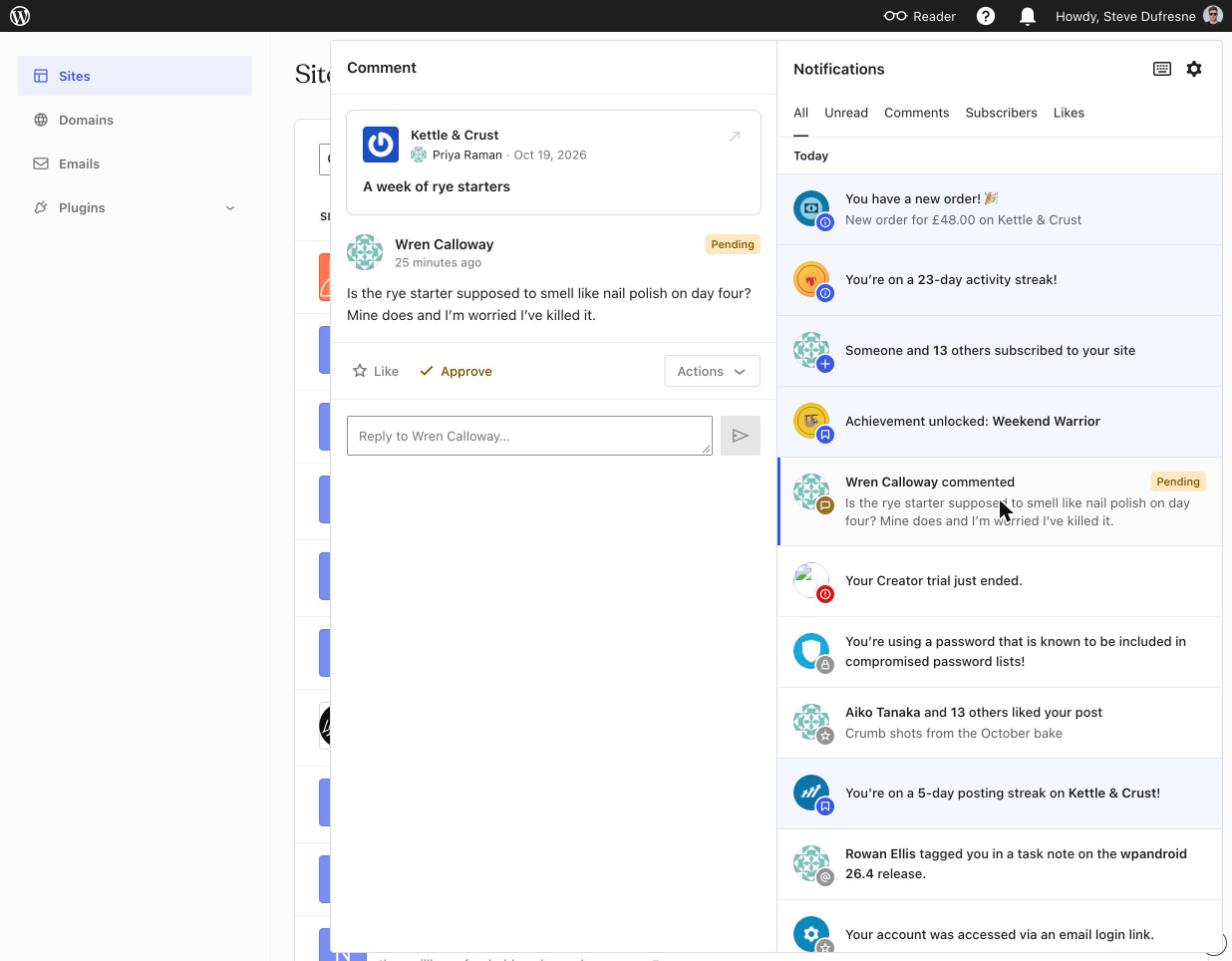 Reader
Howdy, Steve Dufresne
Sites
Domains
Emails
Plugins
Comment
Kettle & Crust
Priya Raman · Oct 19, 2026
A week of rye starters
Wren Calloway
25 minutes ago
Pending
Is the rye starter supposed to smell like nail polish on day four?
Mine does and I’m worried I’ve killed it.
Like
Approve
Actions
Reply to Wren Calloway...
Notifications
All Unread Comments Subscribers Likes
Today
You have a new order! 🎉
New order for £48.00 on Kettle & Crust
You’re on a 23-day activity streak!
Someone and 13 others subscribed to your site
Achievement unlocked: Weekend Warrior
Wren Calloway commented
Pending
Is the rye starter supposed to smell like nail polish on day
four? Mine does and I’m worried I’ve killed it.
Your Creator trial just ended.
You’re using a password that is known to be included in
compromised password lists!
Aiko Tanaka and 13 others liked your post
Crumb shots from the October bake
You're on a 5-day posting streak on Kettle & Crust!
Rowan Ellis tagged you in a task note on the wpandroid
26.4 release.
Your account was accessed via an email login link.